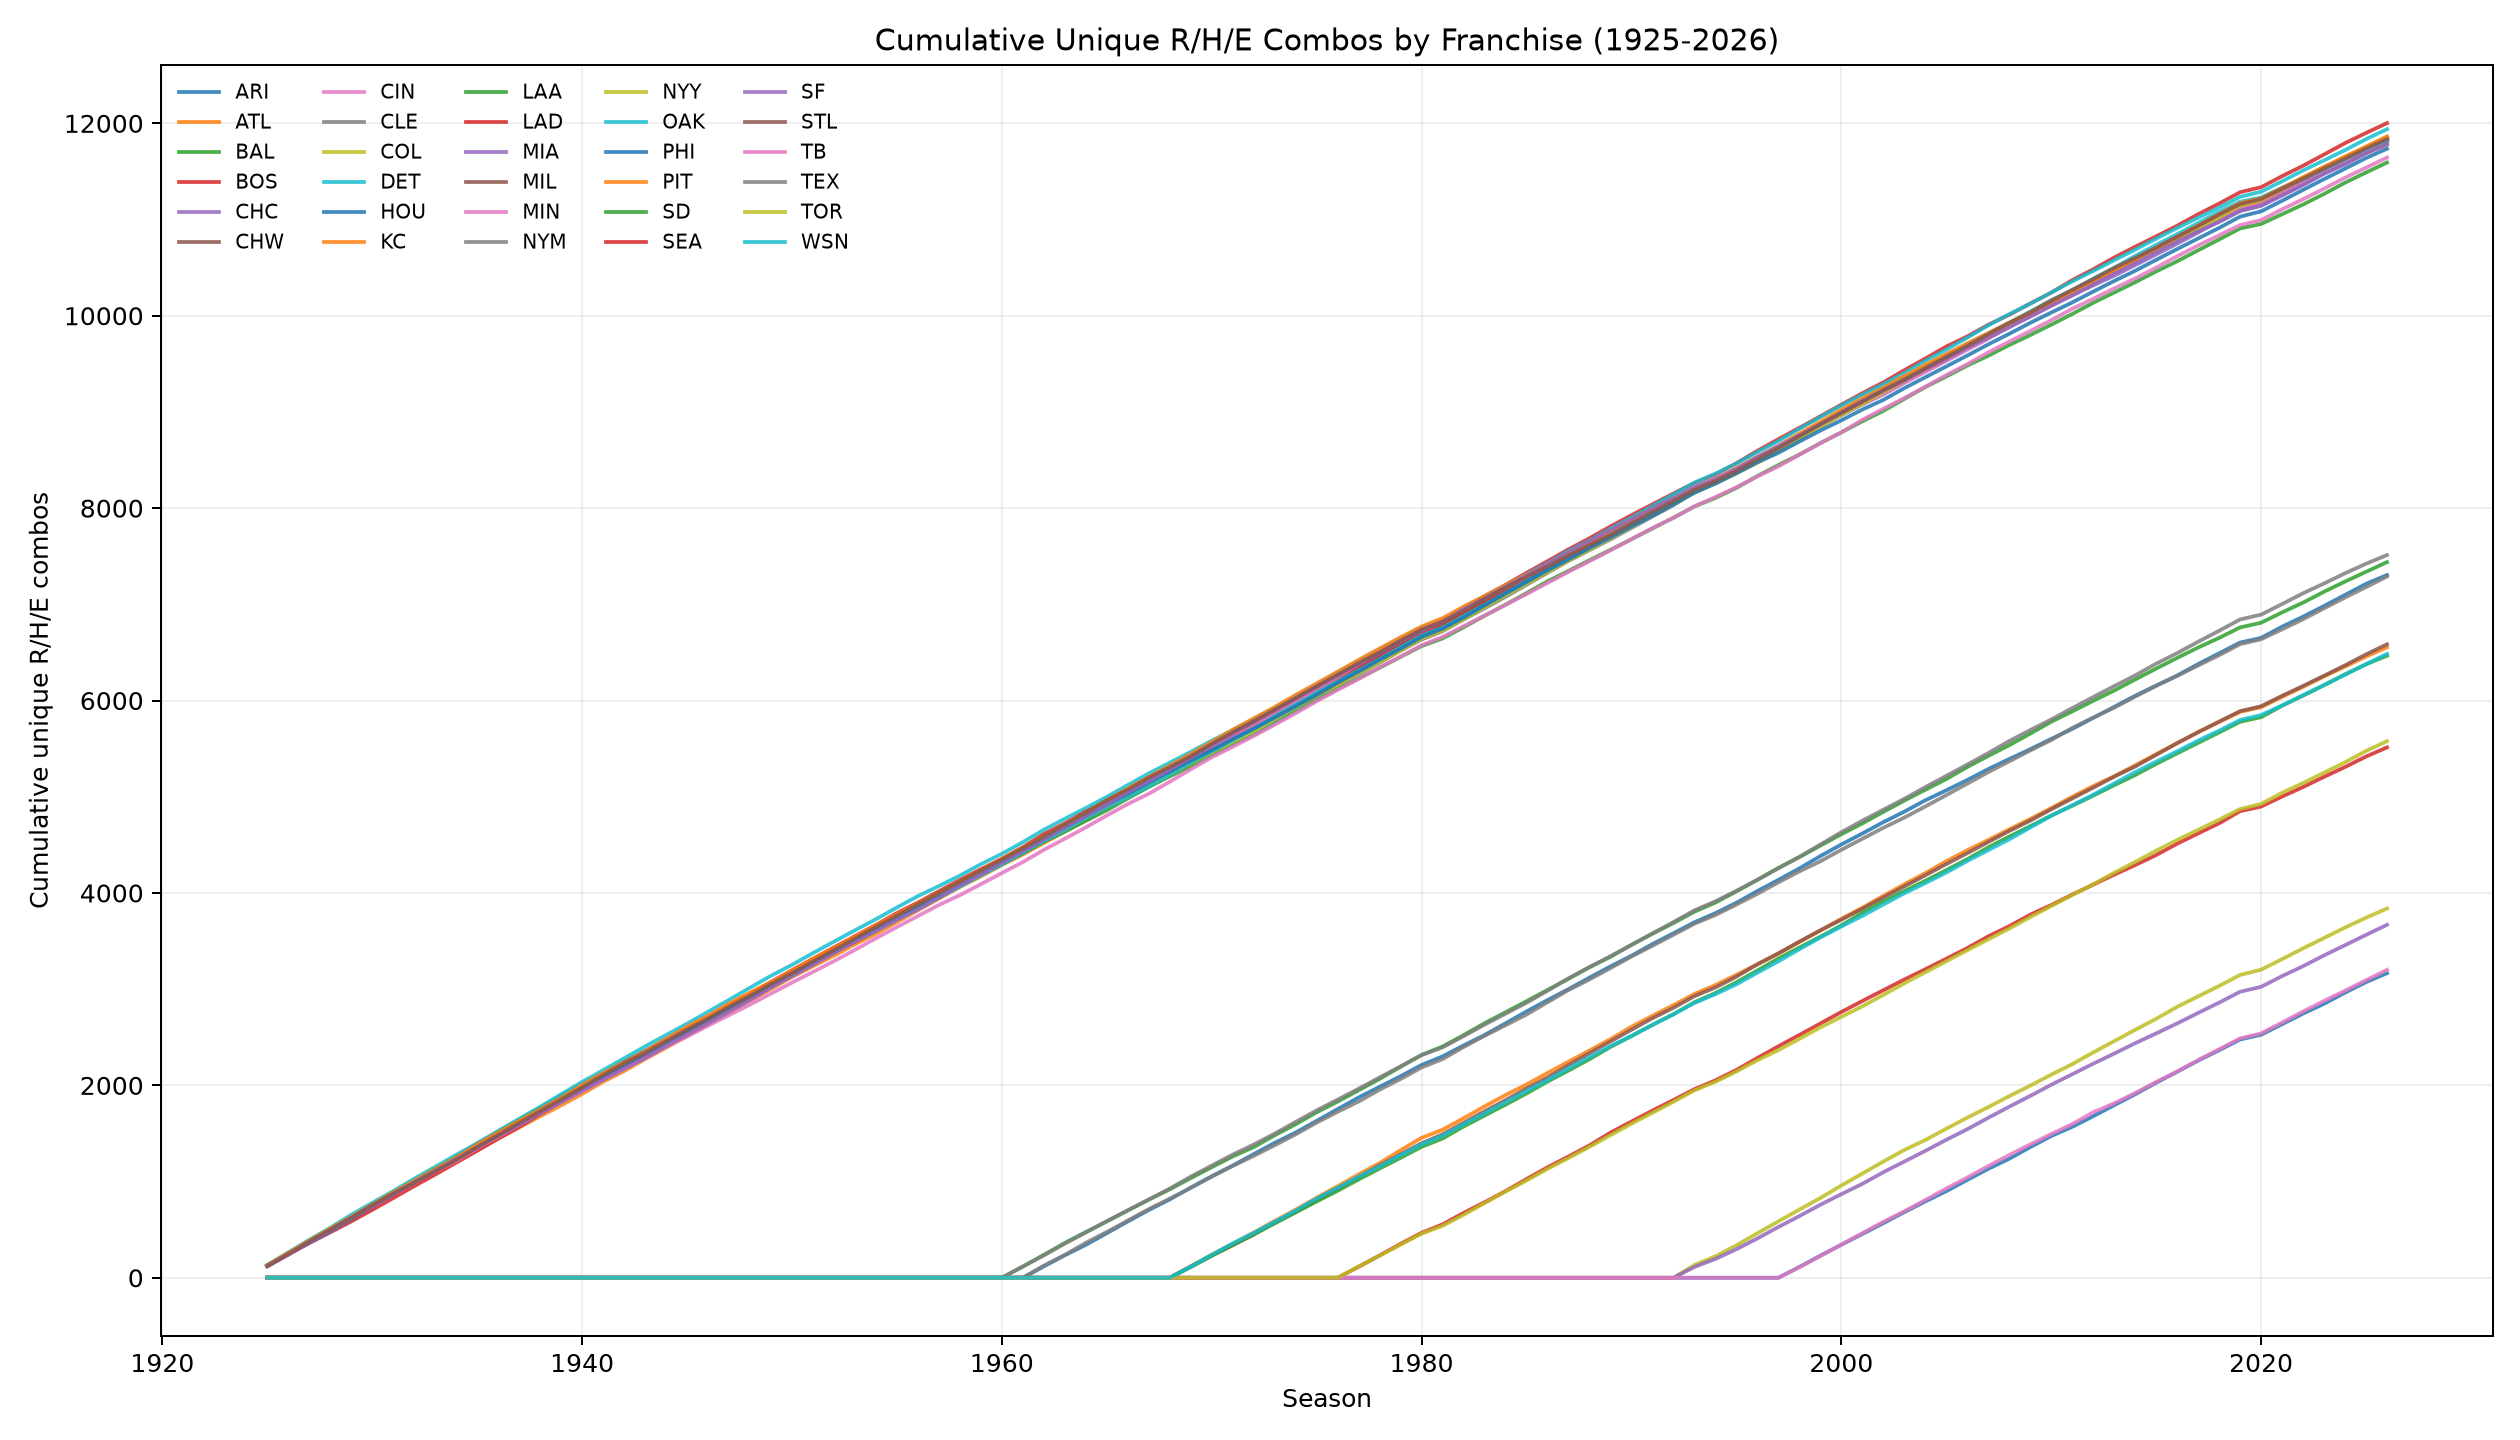 Cumulative Unique R/H/E Combos by Franchise (1925-2026)
ARI CIN LAA NYY SF
ATL CLE LAD OAK STL
BAL COL MIA PHI TB
BOS DET MIL PIT TEX
CHC HOU MIN SD TOR
CHW KC NYM SEA WSN
Cumulative unique R/H/E combos
12000
10000
8000
6000
4000
2000
0
1920 1940 1960 1980 2000 2020
Season